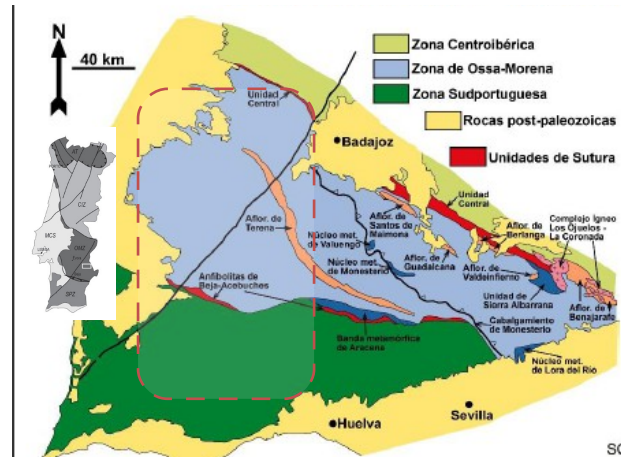 N
40 km
Zona Centroibérica
Zona de Ossa-Morena
Zona Sudportuguesa
Rocas post-paleozoicas
Unidades de Sutura
Unidad
Central
Badajoz
Unidad
Central
Complejo Igneo
Los Ojuelos -
La Coronada
Aflor. de
Berlanga
Aflor. de
Santos de
Maimona
Aflor. de
Terena
Núcleo met.
de Valuengo
Núcleo met.
de Monesterio
Aflor. de
Guadalcana
Aflor. de
Valdeinfierno
Anfibolitas de
Beja-Acebuches
Unidad de
Sierra Albarrana
Aflor. de
Benajarafe
Cabalgamiento
de Monesterio
Banda metamórfica
de Aracena
Núcleo met.
de Lora del Río
Sevilla
Huelva
CIZ
OMZ
SPZ